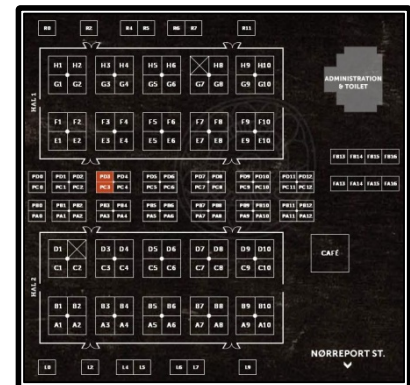 R0 R2 R4 R5 R6 R7 R11
HAL 1
H1 H2 H3 H4 H5 H6 H8 H9 H10
G1 G2 G3 G4 G5 G6 G7 G8 G9 G10
ADMINISTRATION
& TOILET
F1 F2 F3 F4 F5 F6 F7 F8 F9 F10
E1 E2 E3 E4 E5 E6 E7 E8 E9 E10
FB13 FB14 FB15 FB16
PD0 PD1 PD2 PD3 PD4 PD5 PD6 PD7 PD8 PD9 PD10 PD11 PD12
PC0 PC1 PC2 PC3 PC4 PC5 PC6 PC7 PC8 PC9 PC10 PC11 PC12
FA13 FA14 FA15 FA16
PB0 PB1 PB2 PB3 PB4 PB5 PB6 PB7 PB8 PB9 PB10 PB11 PB12
PA0 PA1 PA2 PA3 PA4 PA5 PA6 PA7 PA8 PA9 PA10 PA11 PA12
HAL 2
D1 D3 D4 D5 D6 D7 D8 D9 D10
C1 C2 C3 C4 C5 C6 C7 C8 C9 C10
CAFÉ
B1 B2 B3 B4 B5 B6 B7 B8 B9 B10
A1 A2 A3 A4 A5 A6 A7 A8 A9 A10
NØRREPORT ST.
L0 L2 L4 L5 L6 L7 L9